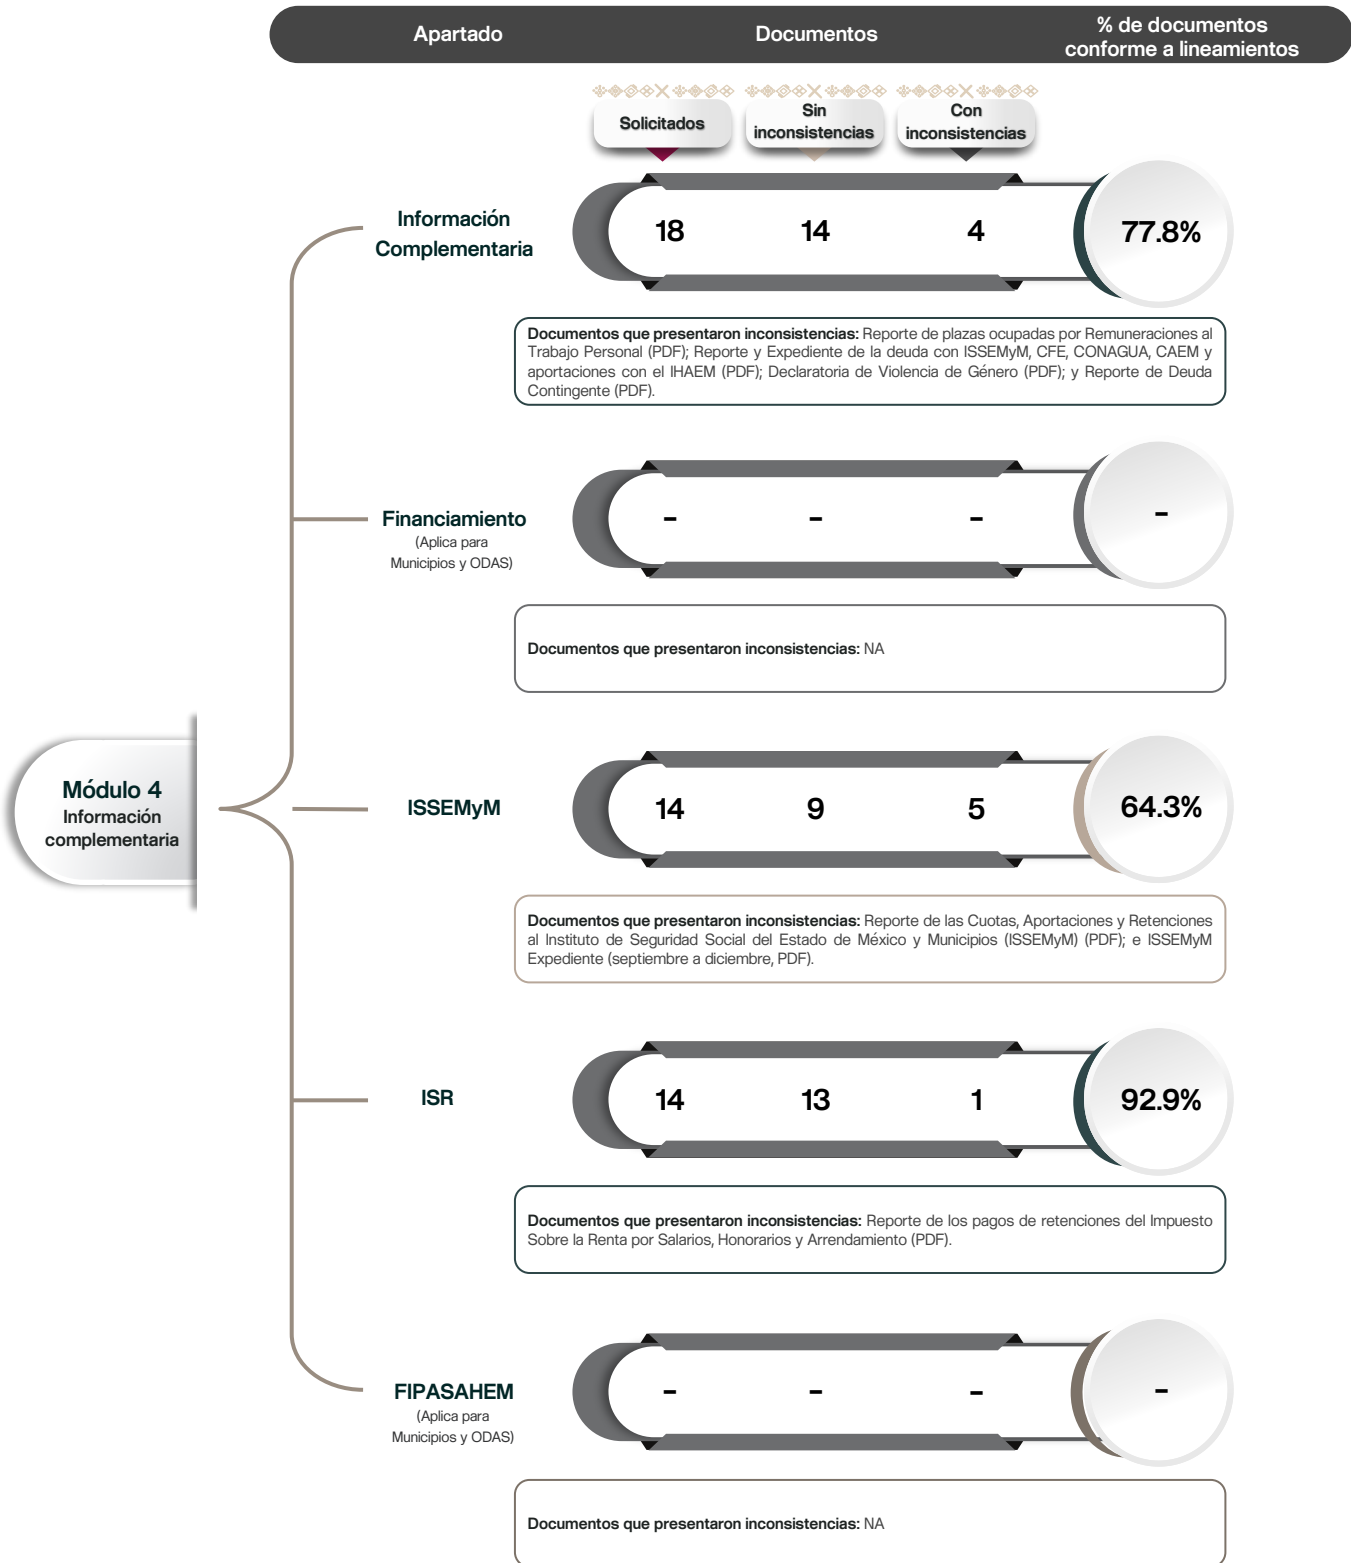 Apartado
Documentos
% de documentos
conforme a lineamientos
Solicitados
Sin
inconsistencias
Con
inconsistencias
Información
Complementaria
18 14 4 77.8%
Documentos que presentaron inconsistencias: Reporte de plazas ocupadas por Remuneraciones al
Trabajo Personal (PDF); Reporte y Expediente de la deuda con ISSEMyM, CFE, CONAGUA, CAEM y
aportaciones con el IHAEM (PDF); Declaratoria de Violencia de Género (PDF); y Reporte de Deuda
Contingente (PDF).
Financiamiento
(Aplica para
Municipios y ODAS)
- - - -
Documentos que presentaron inconsistencias: NA
Módulo 4
Información
complementaria
ISSEMyM
14 9 5 64.3%
Documentos que presentaron inconsistencias: Reporte de las Cuotas, Aportaciones y Retenciones
al Instituto de Seguridad Social del Estado de México y Municipios (ISSEMyM) (PDF); e ISSEMyM
Expediente (septiembre a diciembre, PDF).
ISR
14 13 1 92.9%
Documentos que presentaron inconsistencias: Reporte de los pagos de retenciones del Impuesto
Sobre la Renta por Salarios, Honorarios y Arrendamiento (PDF).
FIPASAHEM
(Aplica para
Municipios y ODAS)
- - - -
Documentos que presentaron inconsistencias: NA